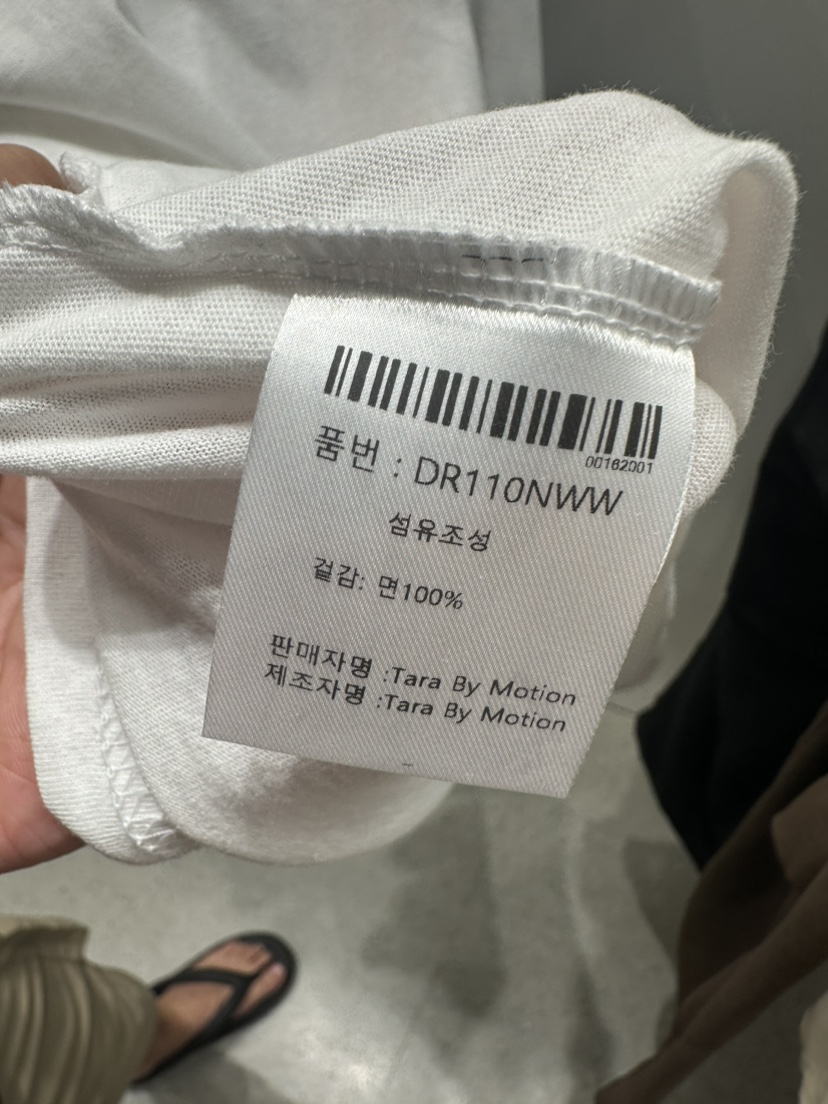 00162001
품번 : DR110NWW
섬유조성
겉감: 면100%
판매자명 :Tara By Motion
제조자명 :Tara By Motion